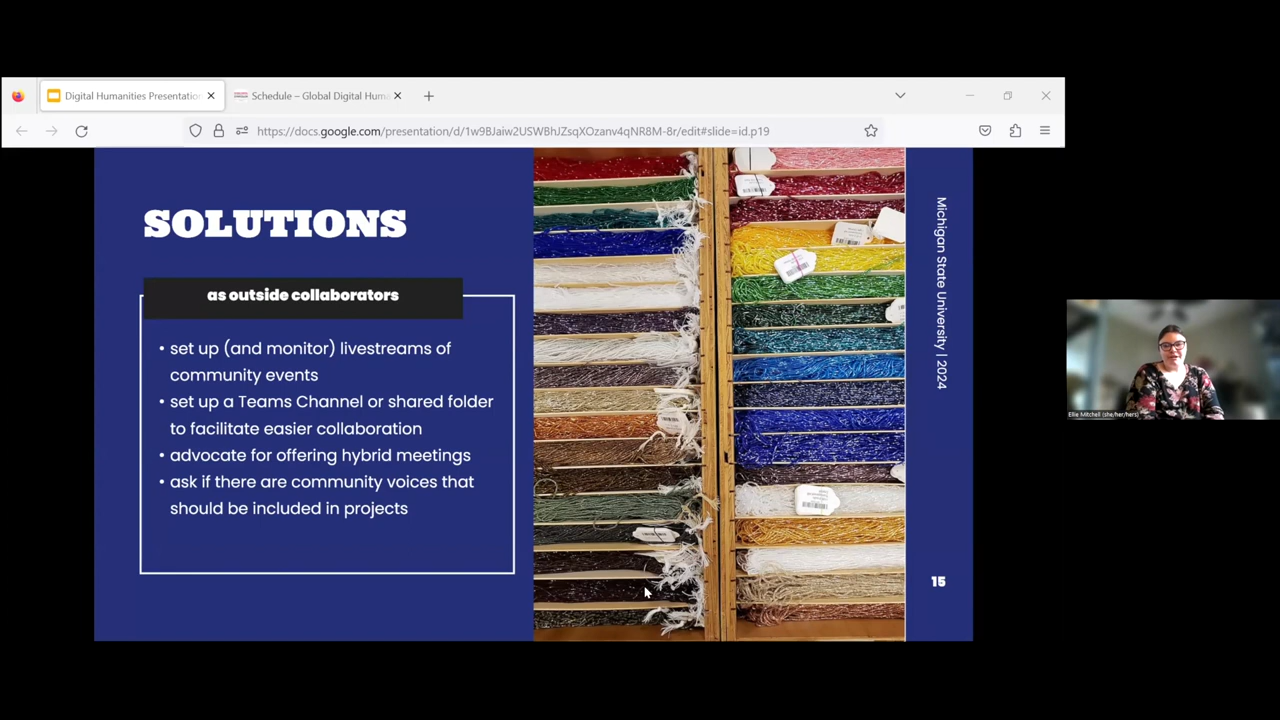 Digital Humanities Presentation
Schedule – Global Digital Huma
https://docs.google.com/presentation/d/1w9BJaiw2USWBhJZsqXOzanv4qNR8M-8r/edit#slide=id.p19
SOLUTIONS
as outside collaborators
• set up (and monitor) livestreams of
community events
• set up a Teams Channel or shared folder
to facilitate easier collaboration
• advocate for offering hybrid meetings
• ask if there are community voices that
should be included in projects
Michigan State University | 2024
15
Ellie Mitchell (she/her/hers)